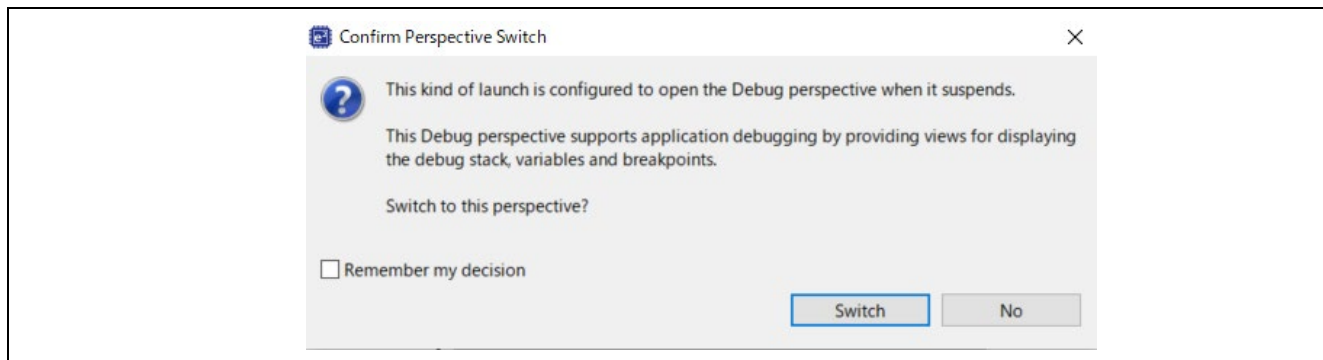 Confirm Perspective Switch
This kind of launch is configured to open the Debug perspective when it suspends.
This Debug perspective supports application debugging by providing views for displaying
the debug stack, variables and breakpoints.
Switch to this perspective?
Remember my decision
Switch No